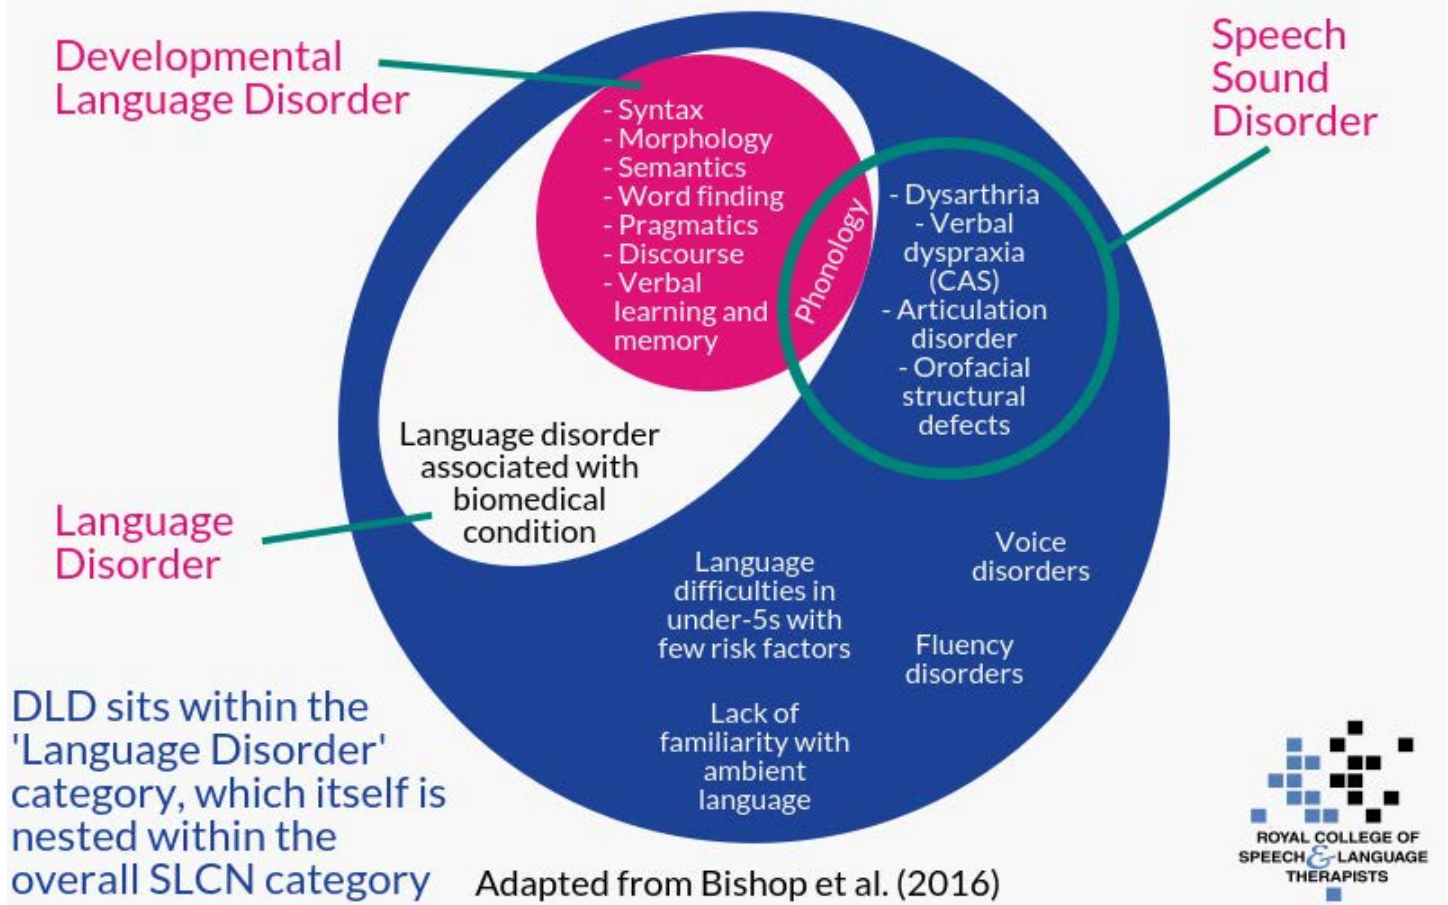 Developmental
Language Disorder
Speech
Sound
Disorder
- Syntax
- Morphology
- Semantics
- Word finding
- Pragmatics
- Discourse
- Verbal
learning and
memory
Phonology
- Dysarthria
- Verbal
dyspraxia
(CAS)
- Articulation
disorder
- Orofacial
structural
defects
Language disorder
associated with
biomedical
condition
Language
Disorder
Language
difficulties in
under-5s with
few risk factors
Voice
disorders
Fluency
disorders
Lack of
familiarity with
ambient
language
DLD sits within the
'Language Disorder'
category, which itself is
nested within the
overall SLCN category
Adapted from Bishop et al. (2016)
ROYAL COLLEGE OF
SPEECH & LANGUAGE
THERAPISTS